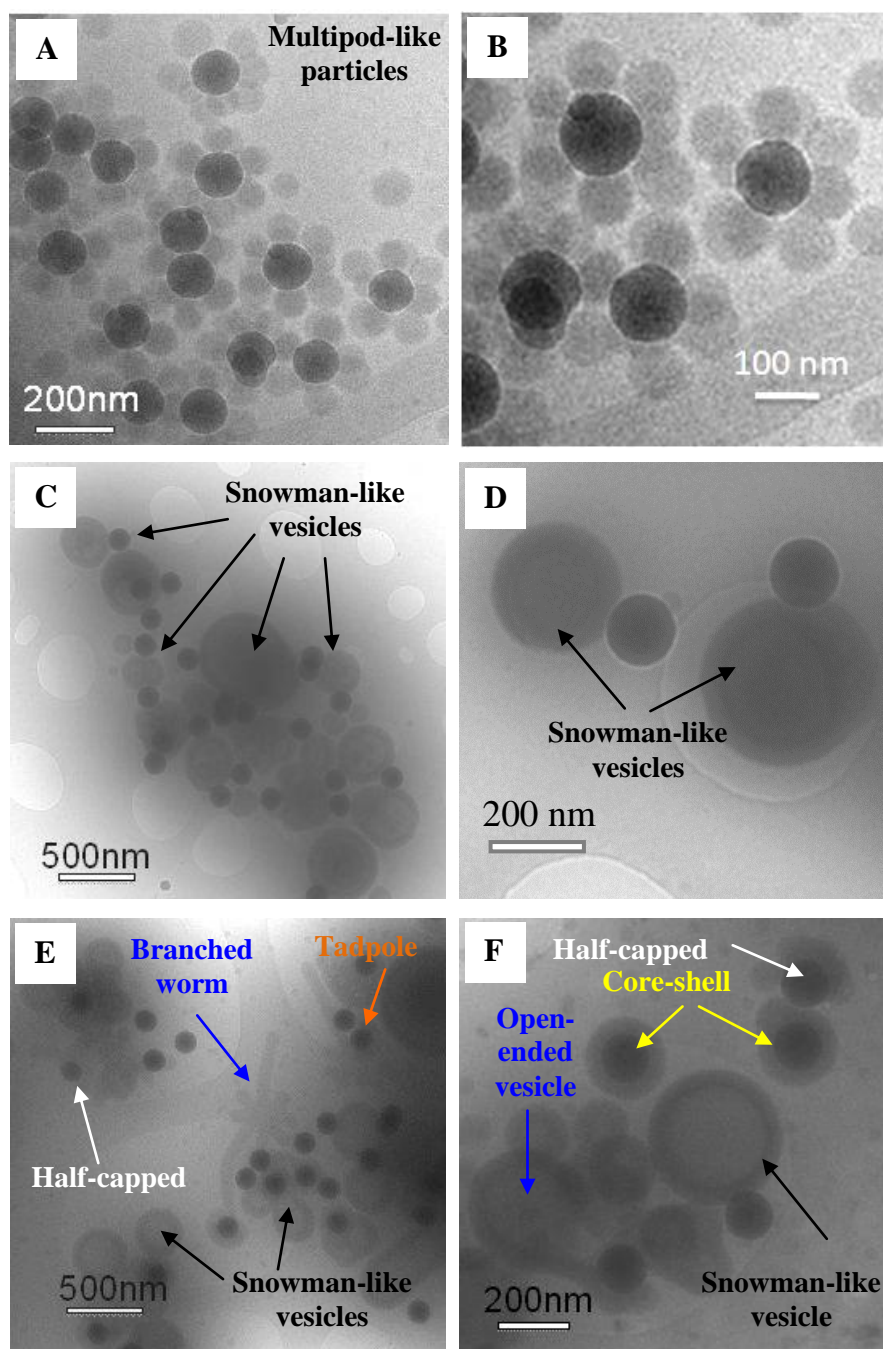 A
Multipod-like
particles
200nm
B
100 nm
C
Snowman-like
vesicles
500nm
D
Snowman-like
vesicles
200 nm
E
Branched
worm
Tadpole
Half-capped
Snowman-like
vesicles
500nm
F
Half-capped
Core-shell
Open-
ended
vesicle
Snowman-like
vesicle
200nm